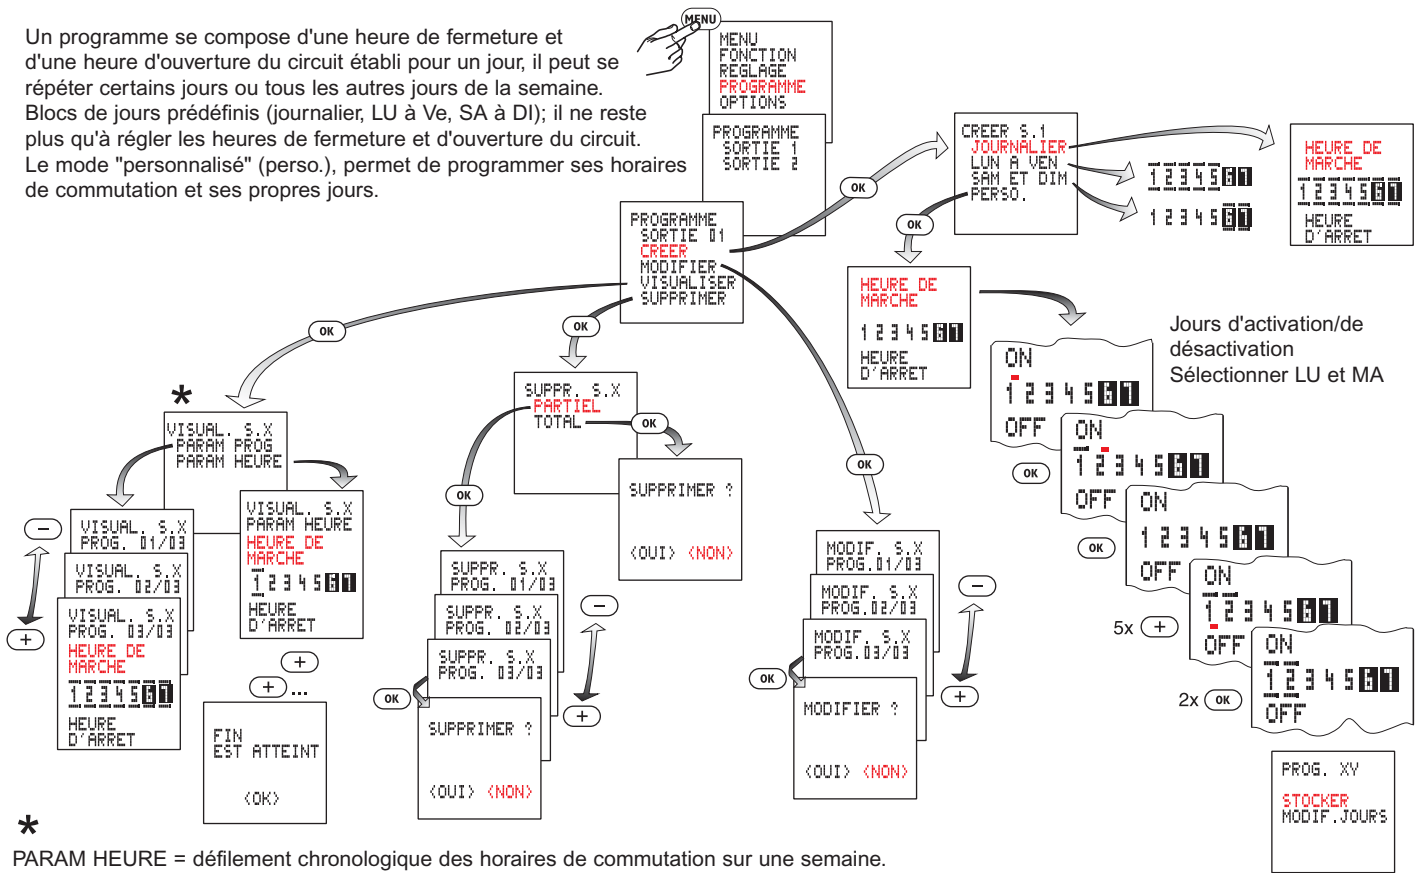 Un programme se compose d'une heure de fermeture et
d'une heure d'ouverture du circuit établi pour un jour, il peut se
répéter certains jours ou tous les autres jours de la semaine.
Blocs de jours prédéfinis (journalier, LU à Ve, SA à DI); il ne reste
plus qu'à régler les heures de fermeture et d'ouverture du circuit.
Le mode "personnalisé" (perso.), permet de programmer ses horaires
de commutation et ses propres jours.
MENU
MENU
FONCTION
REGLAGE
PROGRAMME
OPTIONS
PROGRAMME
SORTIE 1
SORTIE 2
PROGRAMME
SORTIE 01
CREER
MODIFIER
VISUALISER
SUPPRIMER
OK
CREER S.1
JOURNALIER
LUN A VEN
SAM ET DIM
PERSO.
1 2 3 4 5 6 7
1 2 3 4 5 6 7
HEURE DE
MARCHE
1 2 3 4 5 6 7
HEURE
D'ARRET
OK
HEURE DE
MARCHE
1 2 3 4 5 6 7
HEURE
D'ARRET
Jours d'activation/de
désactivation
Sélectionner LU et MA
ON
1 2 3 4 5 6 7
OFF
OK
ON
1 2 3 4 5 6 7
OFF
OK
ON
1 2 3 4 5 6 7
OFF
5x +
ON
1 2 3 4 5 6 7
OFF
2x OK
ON
1 2 3 4 5 6 7
OFF
PROG. XY
STOCKER
MODIF.JOURS
OK
*
VISUAL. S.X
PARAM PROG
PARAM HEURE
VISUAL. S.X
PROG. 01/03
VISUAL. S.X
PROG. 02/03
VISUAL. S.X
PROG. 03/03
HEURE DE
MARCHE
1 2 3 4 5 6 7
HEURE
D'ARRET
−
+
VISUAL. S.X
PARAM HEURE
HEURE DE
MARCHE
1 2 3 4 5 6 7
HEURE
D'ARRET
+
+ ...
FIN
EST ATTEINT
<OK>
OK
SUPPR. S.X
PARTIEL
TOTAL
OK
SUPPRIMER ?
<OUI> <NON>
OK
SUPPR. S.X
PROG. 01/03
SUPPR. S.X
PROG. 02/03
SUPPR. S.X
PROG. 03/03
OK
SUPPRIMER ?
<OUI> <NON>
−
+
OK
MODIF. S.X
PROG.01/03
MODIF. S.X
PROG.02/03
MODIF. S.X
PROG.03/03
OK
MODIFIER ?
<OUI> <NON>
−
+
*
PARAM HEURE = défilement chronologique des horaires de commutation sur une semaine.